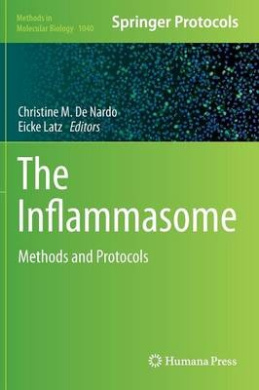 Methods in
Molecular Biology 1040
Springer Protocols
Christine M. De Nardo
Eicke Latz Editors
The
Inflammasome
Methods and Protocols
Humana Press